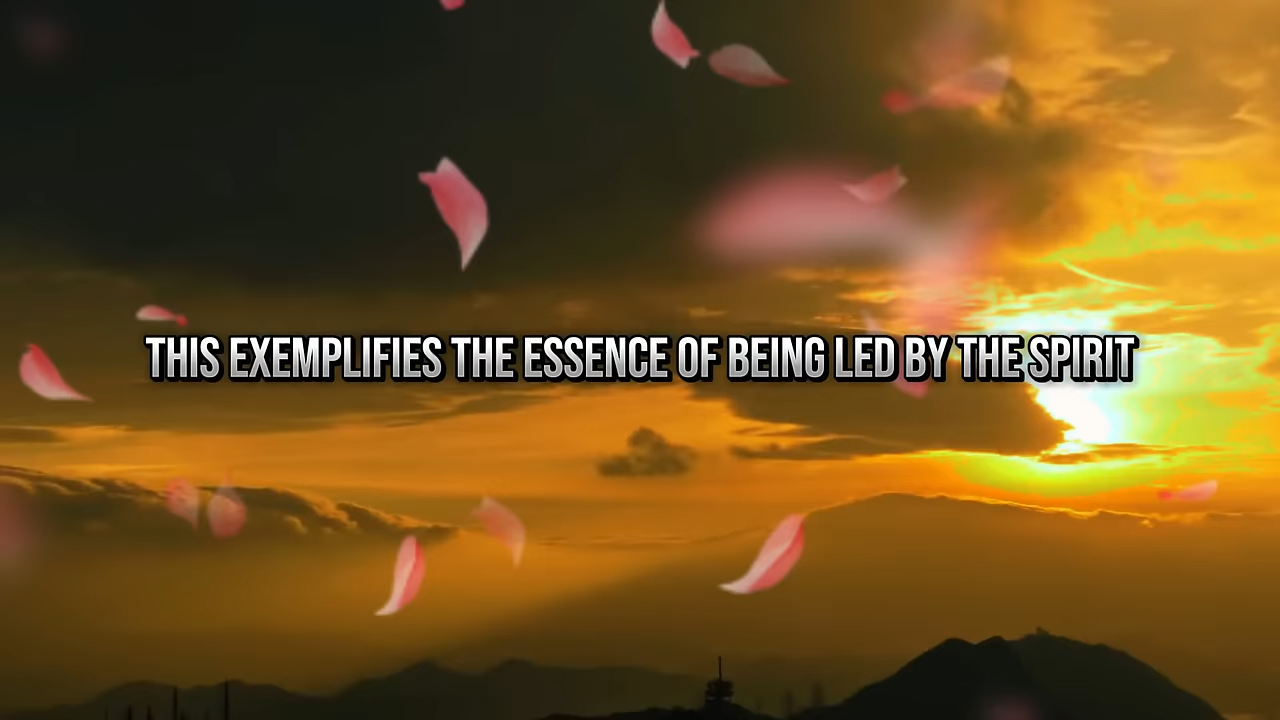 THIS EXEMPLIFIES THE ESSENCE OF BEING LED BY THE SPIRIT